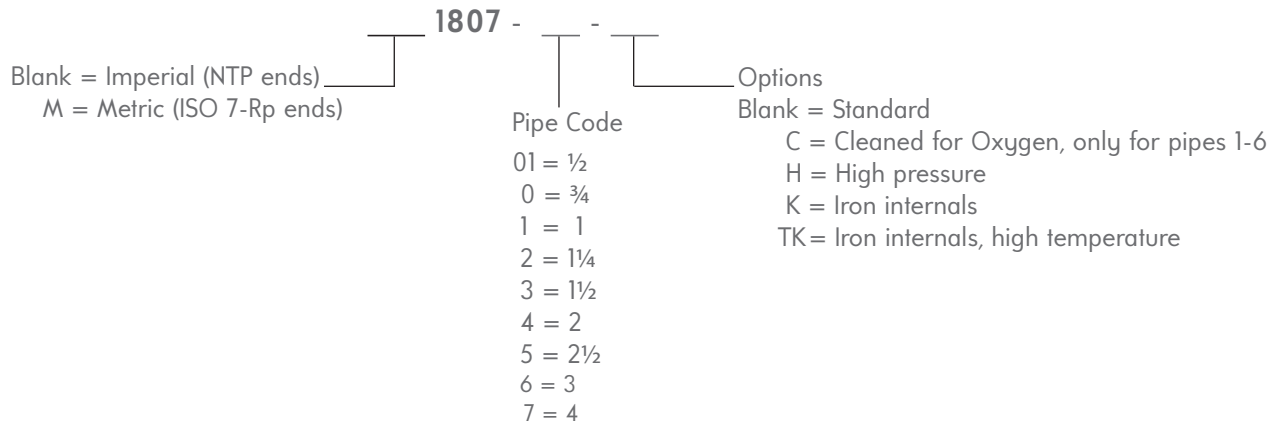 1807 - -
Blank = Imperial (NTP ends)
M = Metric (ISO 7-Rp ends)
Pipe Code
01 = ½
0 = ¾
1 = 1
2 = 1¼
3 = 1½
4 = 2
5 = 2½
6 = 3
7 = 4
Options
Blank = Standard
C = Cleaned for Oxygen, only for pipes 1-6
H = High pressure
K = Iron internals
TK= Iron internals, high temperature